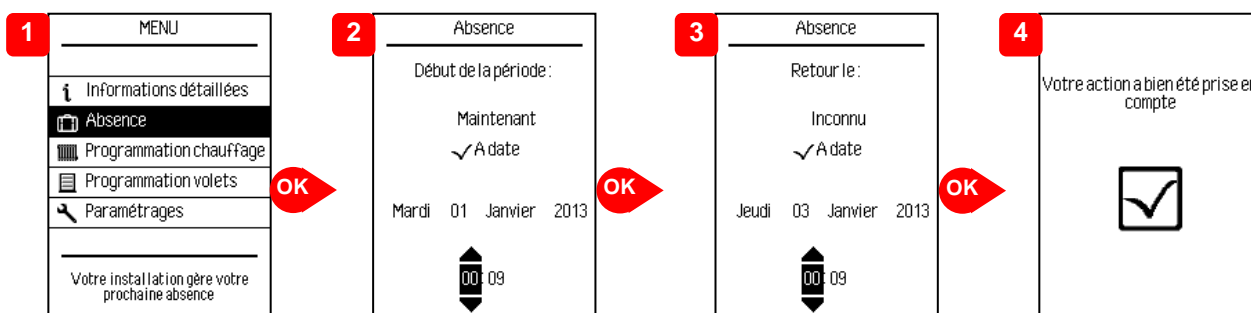 1
MENU
i Informations détaillées
Absence
Programmation chauffage
Programmation volets
Paramétrages
Votre installation gère votre
prochaine absence
OK
2
Absence
Début de la période :
Maintenant
A date
Mardi 01 Janvier 2013
00:09
OK
3
Absence
Retour le :
Inconnu
A date
Jeudi 03 Janvier 2013
00:09
OK
4
Votre action a bien été prise en
compte